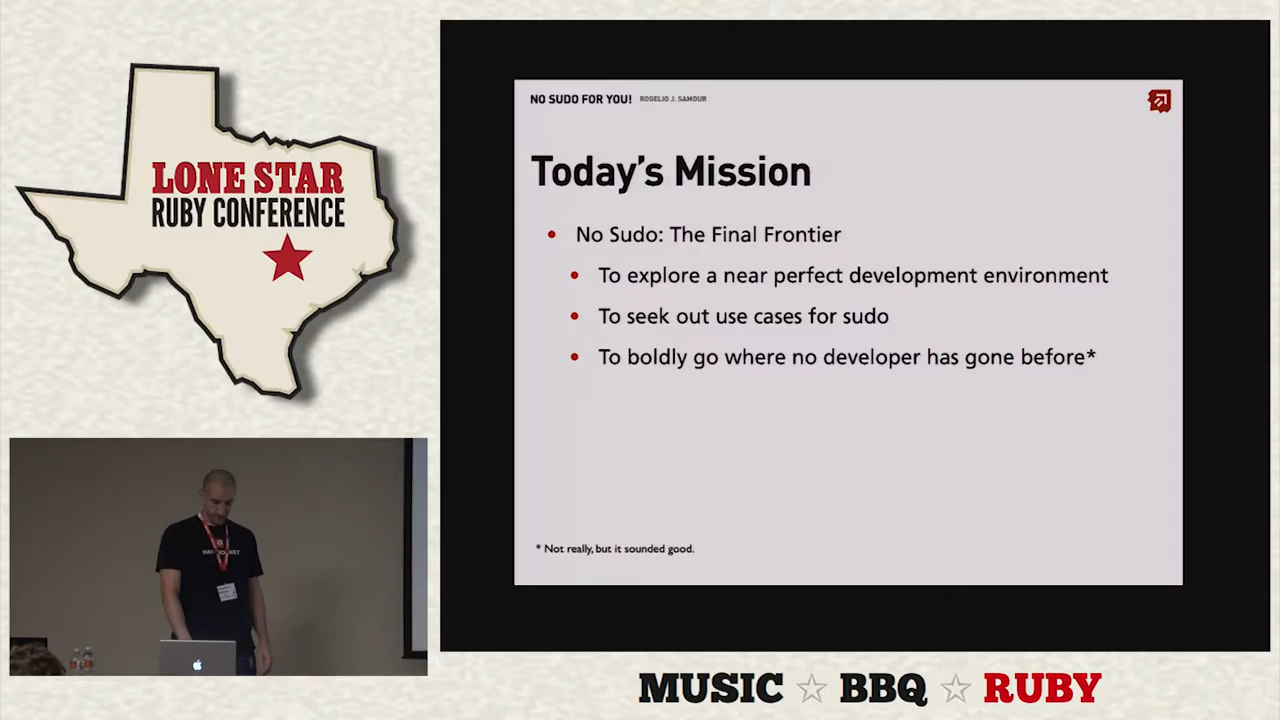 LONE STAR
RUBY CONFERENCE
NO SUDO FOR YOU! ROGELIO J. SAMOUR
Today's Mission
• No Sudo: The Final Frontier
• To explore a near perfect development environment
• To seek out use cases for sudo
• To boldly go where no developer has gone before*
* Not really, but it sounded good.
MUSIC ☆ BBQ ☆ RUBY